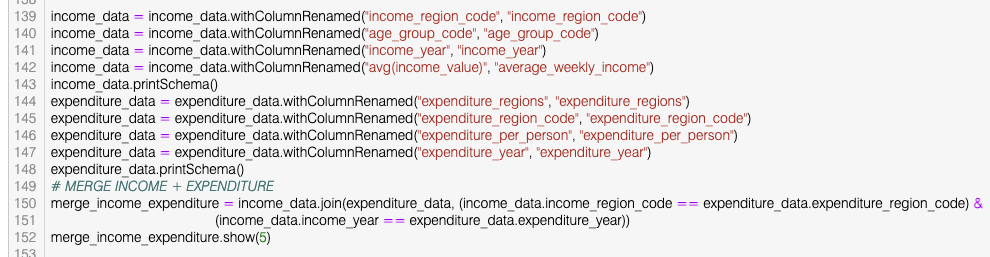 139 income_data = income_data.withColumnRenamed("income_region_code", "income_region_code")
140 income_data = income_data.withColumnRenamed("age_group_code", "age_group_code")
141 income_data = income_data.withColumnRenamed("income_year", "income_year")
142 income_data = income_data.withColumnRenamed("avg(income_value)", "average_weekly_income")
143 income_data.printSchema()
144 expenditure_data = expenditure_data.withColumnRenamed("expenditure_regions", "expenditure_regions")
145 expenditure_data = expenditure_data.withColumnRenamed("expenditure_region_code", "expenditure_region_code")
146 expenditure_data = expenditure_data.withColumnRenamed("expenditure_per_person", "expenditure_per_person")
147 expenditure_data = expenditure_data.withColumnRenamed("expenditure_year", "expenditure_year")
148 expenditure_data.printSchema()
149 # MERGE INCOME + EXPENDITURE
150 merge_income_expenditure = income_data.join(expenditure_data, (income_data.income_region_code == expenditure_data.expenditure_region_code) &
151 (income_data.income_year == expenditure_data.expenditure_year))
152 merge_income_expenditure.show(5)
153